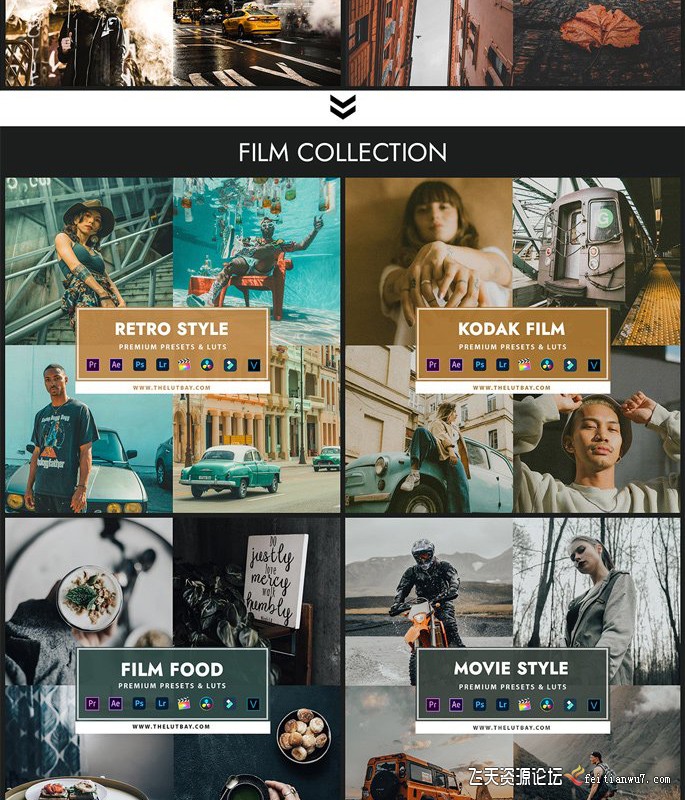 FILM COLLECTION
RETRO STYLE
PREMIUM PRESETS & LUTS
Pr Ae Ps Lr V
WWW.THELUTBAY.COM
KODAK FILM
PREMIUM PRESETS & LUTS
Pr Ae Ps Lr V
WWW.THELUTBAY.COM
G
DO
justly
love
mercy
walk
humbly
FILM FOOD
PREMIUM PRESETS & LUTS
Pr Ae Ps Lr V
WWW.THELUTBAY.COM
MOVIE STYLE
PREMIUM PRESETS & LUTS
Pr Ae Ps Lr V
WWW.THELUTBAY.COM
飞天资源论坛 feitianwu7.com